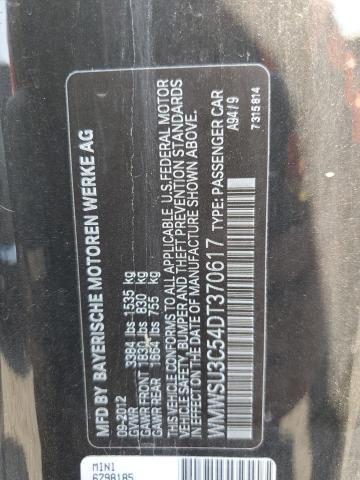 MFD BY BAYERISCHE MOTOREN WERKE AG
09-2012
GVWR 3384 lbs 1535 kg
GAWR FRONT 1830 lbs 830 kg
GAWR REAR 1664 lbs 755 kg
THIS VEHICLE CONFORMS TO ALL APPLICABLE U.S. FEDERAL MOTOR
VEHICLE SAFETY, BUMPER AND THEFT PREVENTION STANDARDS
IN EFFECT ON THE DATE OF MANUFACTURE SHOWN ABOVE.
WMWSU3C54DT370617 TYPE: PASSENGER CAR
A94/9
7315814
MINI
6Z98185